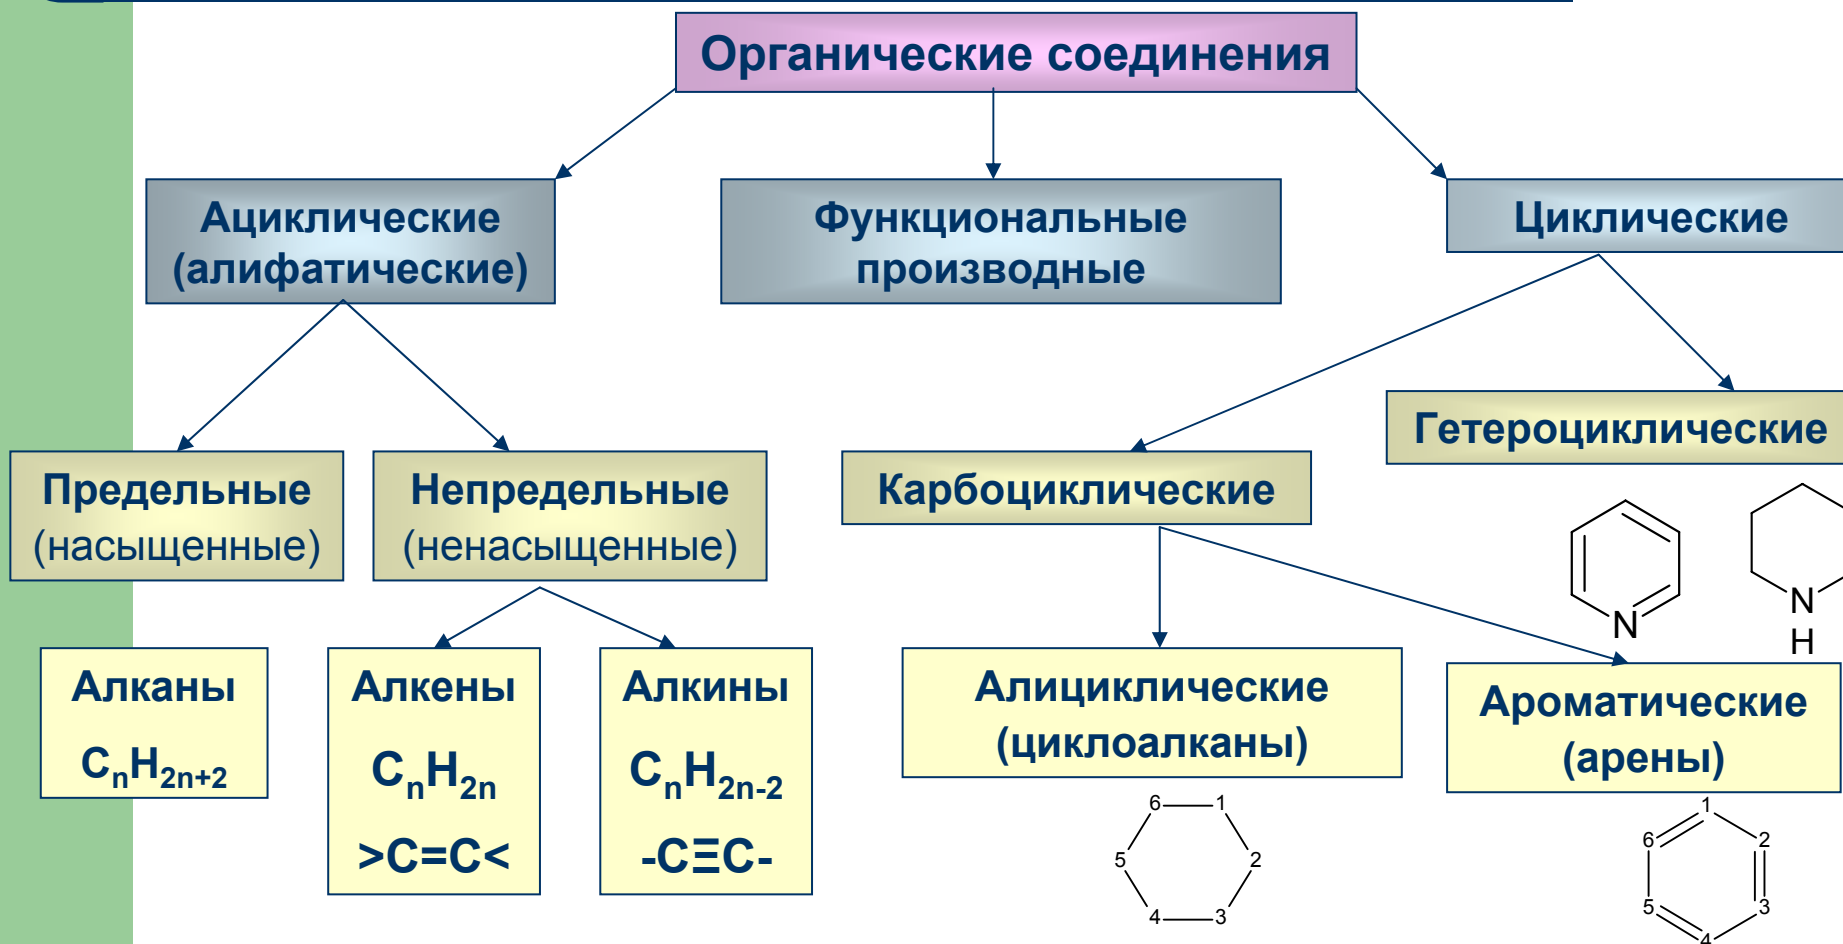 Органические соединения
Ациклические
(алифатические)
Функциональные
производные
Циклические
Предельные
(насыщенные)
Непредельные
(ненасыщенные)
Карбоциклические
Гетероциклические
N
N
H
Алканы
CₙH₂ₙ₊₂
Алкены
CₙH₂ₙ
>C=C<
Алкины
CₙH₂ₙ₋₂
-CΞC-
Алициклические
(циклоалканы)
Ароматические
(арены)
6 1
5 2
4 3
1
6 2
5 3
4